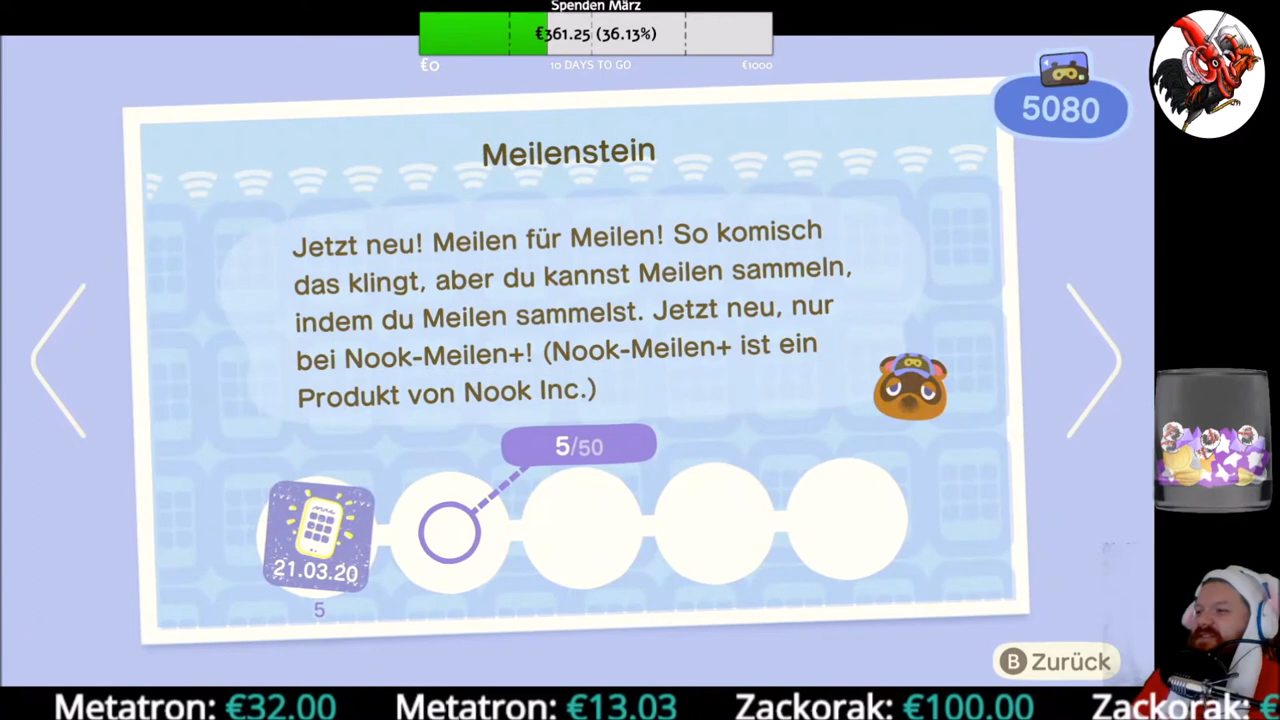 Spenden März
€361.25 (36.13%)
€0
10 DAYS TO GO
€1000
5080
Meilenstein
Jetzt neu! Meilen für Meilen! So komisch
das klingt, aber du kannst Meilen sammeln,
indem du Meilen sammelst. Jetzt neu, nur
bei Nook-Meilen+! (Nook-Meilen+ ist ein
Produkt von Nook Inc.)
5/50
21.03.20
5
B Zurück
Metatron: €32.00 Metatron: €13.03 Zackorak: €100.00 Zackorak: €